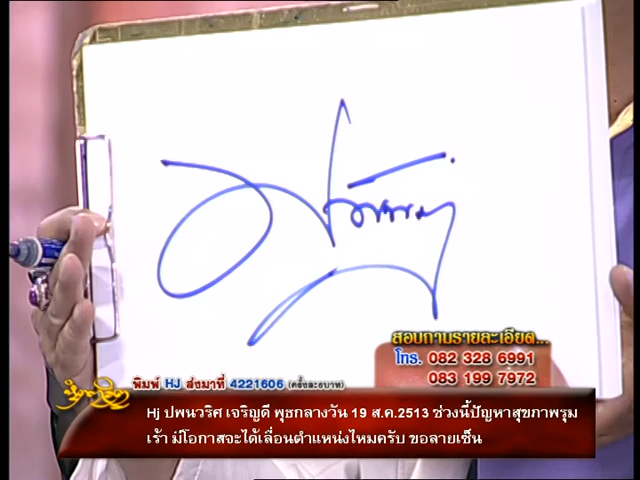 สอบถามรายละเอียด...
โทร. 082 328 6991
083 199 7972
พิมพ์ HJ ส่งมาที่ 4221606 (ครั้งละ๖บาท)
Hj ปพนวริศ เจริญดี พุธกลางวัน 19 ส.ค.2513 ช่วงนี้ปัญหาสุขภาพรุม
เร้า มีโอกาสจะได้เลื่อนตำแหน่งไหมครับ ขอลายเซ็น